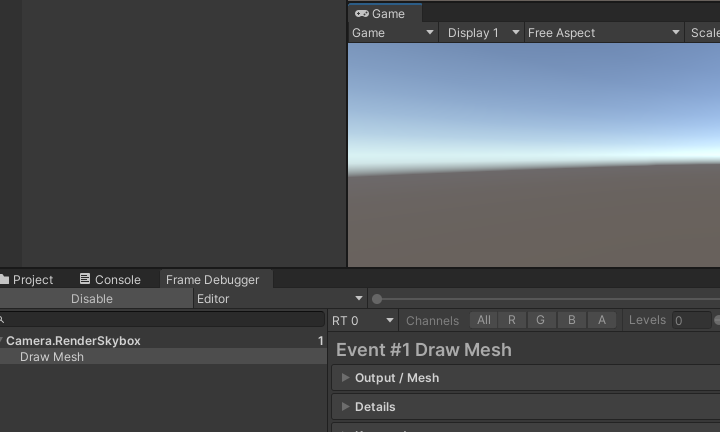 Game
Game Display 1 Free Aspect Scale
Project Console Frame Debugger
Disable Editor
RT 0 Channels All R G B A Levels 0
Camera.RenderSkybox 1
Draw Mesh
Event #1 Draw Mesh
Output / Mesh
Details